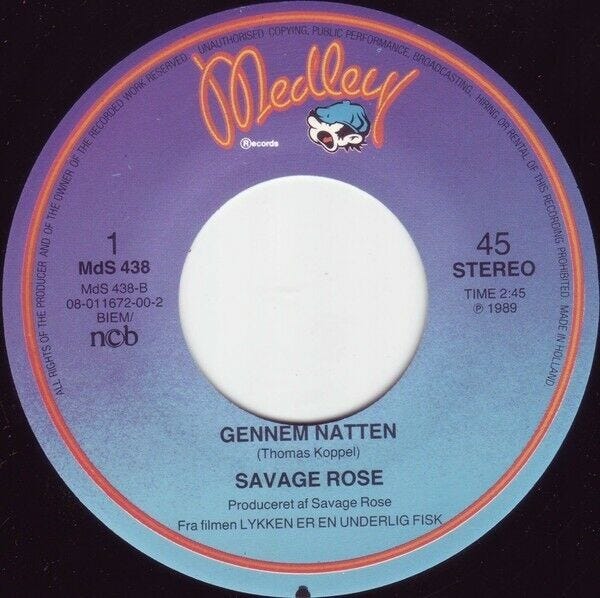 ALL RIGHTS OF THE PRODUCER AND OF THE OWNER OF THE RECORDED WORK RESERVED. UNAUTHORISED COPYING, PUBLIC PERFORMANCE, BROADCASTING, HIRING OR RENTAL OF THIS RECORDING PROHIBITED. MADE IN HOLLAND
Medley
Records
1
MdS 438
MdS 438-B
08-011672-00-2
BIEM/
ncb
45
STEREO
TIME 2:45
℗ 1989
GENNEM NATTEN
(Thomas Koppel)
SAVAGE ROSE
Produceret af Savage Rose
Fra filmen LYKKEN ER EN UNDERLIG FISK